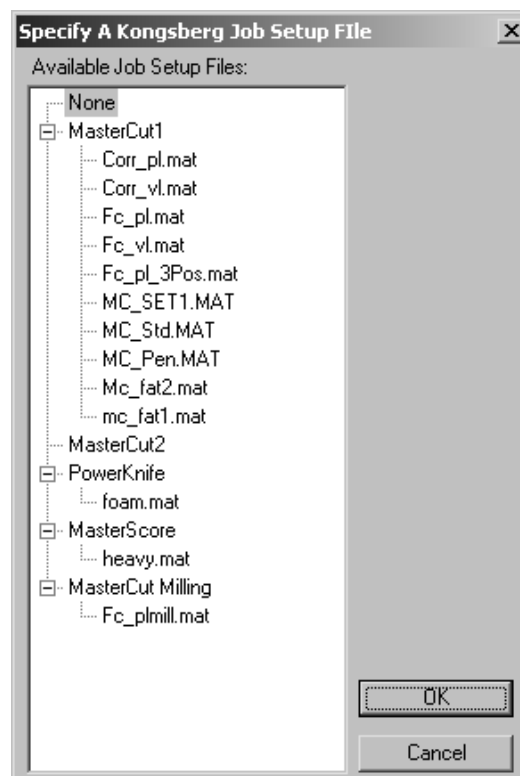 Specify A Kongsberg Job Setup FIle
Available Job Setup Files:
None
MasterCut1
Corr_pl.mat
Corr_vl.mat
Fc_pl.mat
Fc_vl.mat
Fc_pl_3Pos.mat
MC_SET1.MAT
MC_Std.MAT
MC_Pen.MAT
Mc_fat2.mat
mc_fat1.mat
MasterCut2
PowerKnife
foam.mat
MasterScore
heavy.mat
MasterCut Milling
Fc_plmill.mat
OK
Cancel